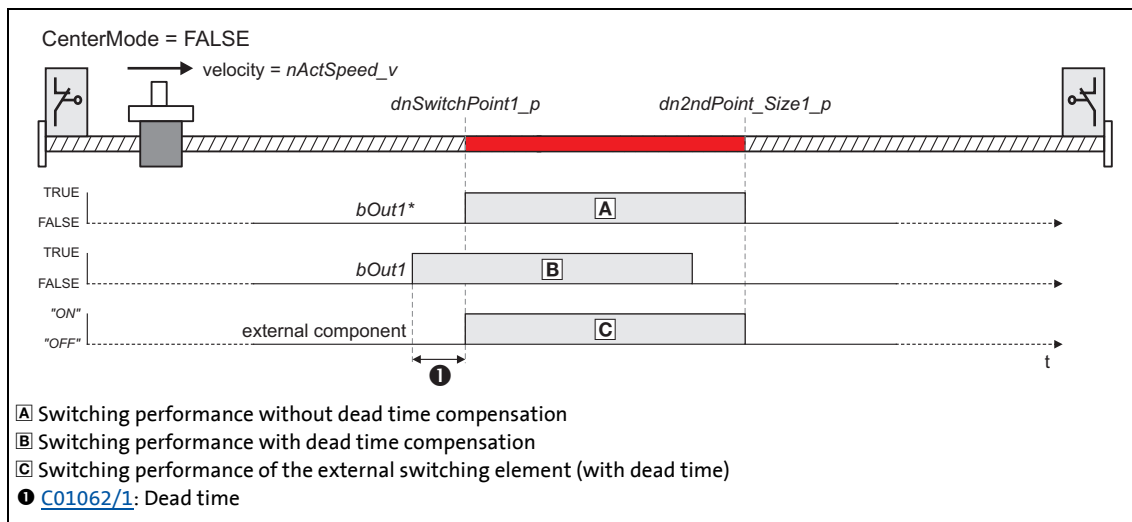 CenterMode = FALSE
velocity = nActSpeed_v
dnSwitchPoint1_p dn2ndPoint_Size1_p
TRUE
bOut1* A
FALSE
TRUE
bOut1 B
FALSE
"ON"
external component C
"OFF"
t
❶
A Switching performance without dead time compensation
B Switching performance with dead time compensation
C Switching performance of the external switching element (with dead time)
❶ C01062/1: Dead time